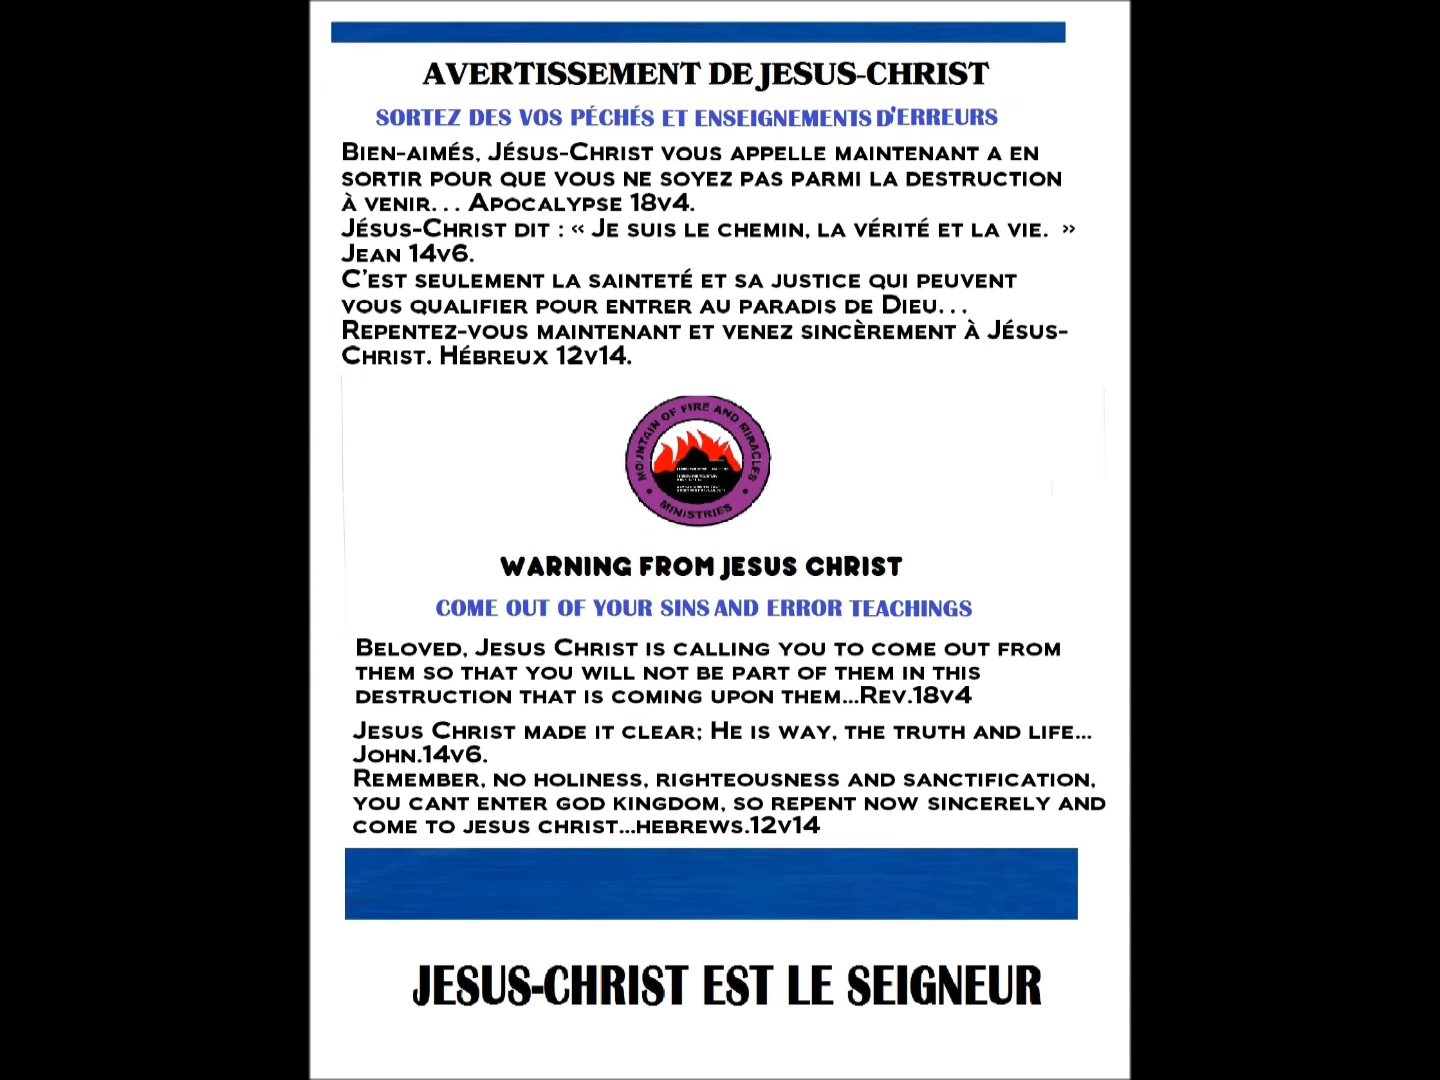 AVERTISSEMENT DE JESUS-CHRIST
SORTEZ DES VOS PÉCHÉS ET ENSEIGNEMENTS D'ERREURS
BIEN-AIMÉS, JÉSUS-CHRIST VOUS APPELLE MAINTENANT A EN
SORTIR POUR QUE VOUS NE SOYEZ PAS PARMI LA DESTRUCTION
À VENIR... APOCALYPSE 18V4.
JÉSUS-CHRIST DIT : « JE SUIS LE CHEMIN, LA VÉRITÉ ET LA VIE. »
JEAN 14V6.
C'EST SEULEMENT LA SAINTETÉ ET SA JUSTICE QUI PEUVENT
VOUS QUALIFIER POUR ENTRER AU PARADIS DE DIEU...
REPENTEZ-VOUS MAINTENANT ET VENEZ SINCÈREMENT À JÉSUS-
CHRIST. HÉBREUX 12V14.
MOUNTAIN OF FIRE AND MIRACLES
MINISTRIES
WARNING FROM JESUS CHRIST
COME OUT OF YOUR SINS AND ERROR TEACHINGS
BELOVED, JESUS CHRIST IS CALLING YOU TO COME OUT FROM
THEM SO THAT YOU WILL NOT BE PART OF THEM IN THIS
DESTRUCTION THAT IS COMING UPON THEM...REV.18V4
JESUS CHRIST MADE IT CLEAR; HE IS WAY, THE TRUTH AND LIFE...
JOHN.14V6.
REMEMBER, NO HOLINESS, RIGHTEOUSNESS AND SANCTIFICATION,
YOU CANT ENTER GOD KINGDOM, SO REPENT NOW SINCERELY AND
COME TO JESUS CHRIST...HEBREWS.12V14
JESUS-CHRIST EST LE SEIGNEUR